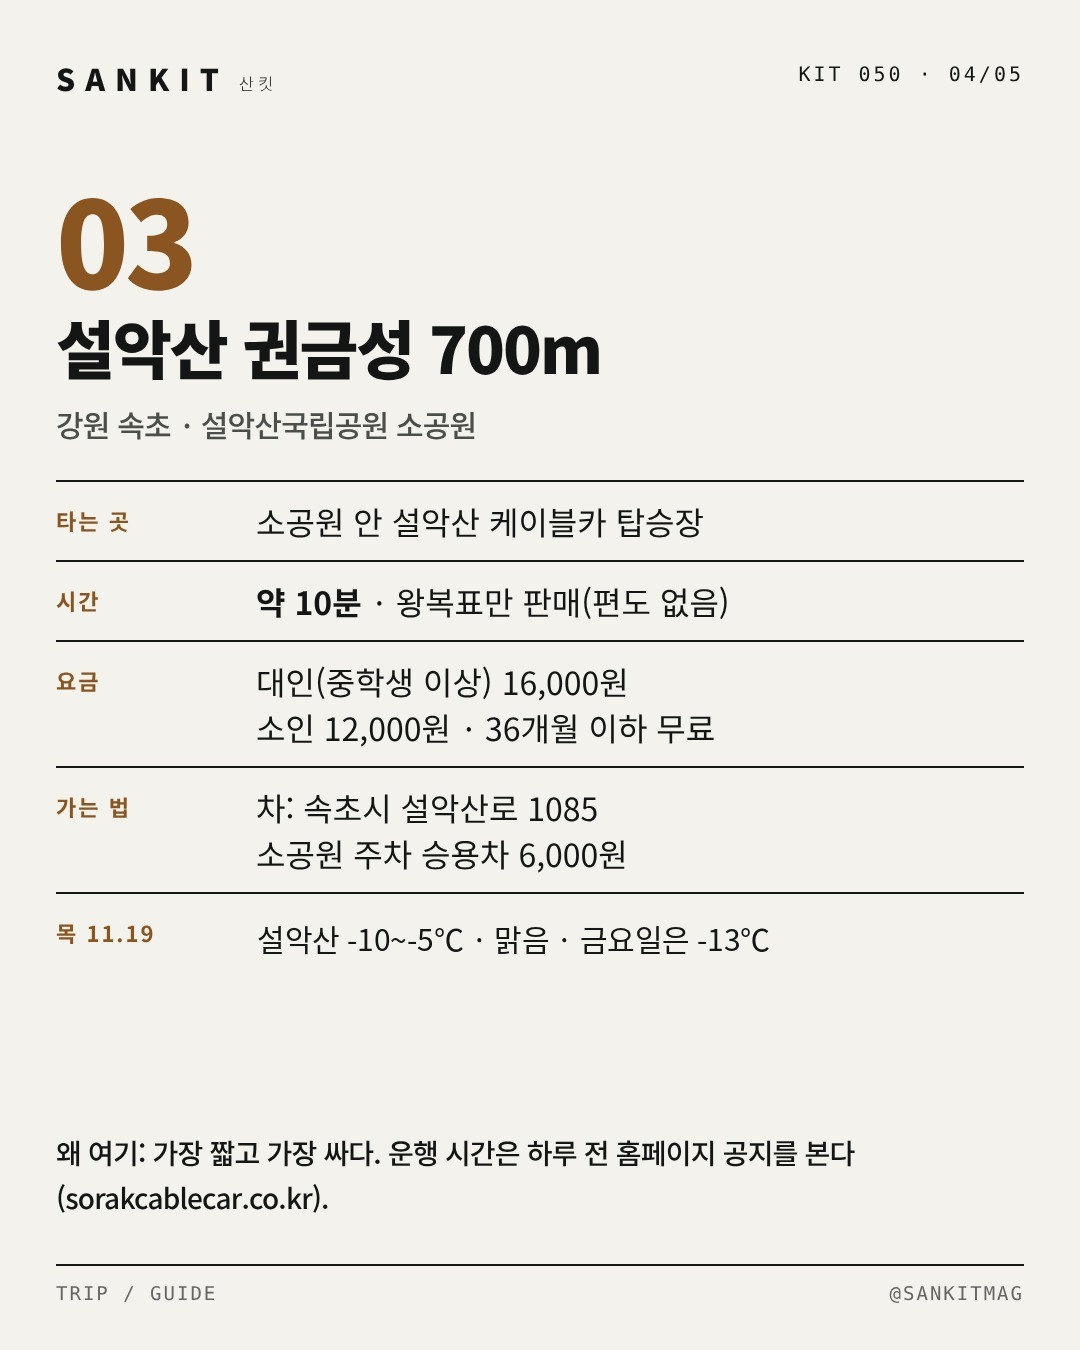 SANKIT 산킷
KIT 050 · 04/05
03
설악산 권금성 700m
강원 속초 · 설악산국립공원 소공원
타는 곳
소공원 안 설악산 케이블카 탑승장
시간
약 10분 · 왕복표만 판매(편도 없음)
요금
대인(중학생 이상) 16,000원
소인 12,000원 · 36개월 이하 무료
가는 법
차: 속초시 설악산로 1085
소공원 주차 승용차 6,000원
목 11.19
설악산 -10~-5℃ · 맑음 · 금요일은 -13℃
왜 여기: 가장 짧고 가장 싸다. 운행 시간은 하루 전 홈페이지 공지를 본다
(sorakcablecar.co.kr).
TRIP / GUIDE
@SANKITMAG